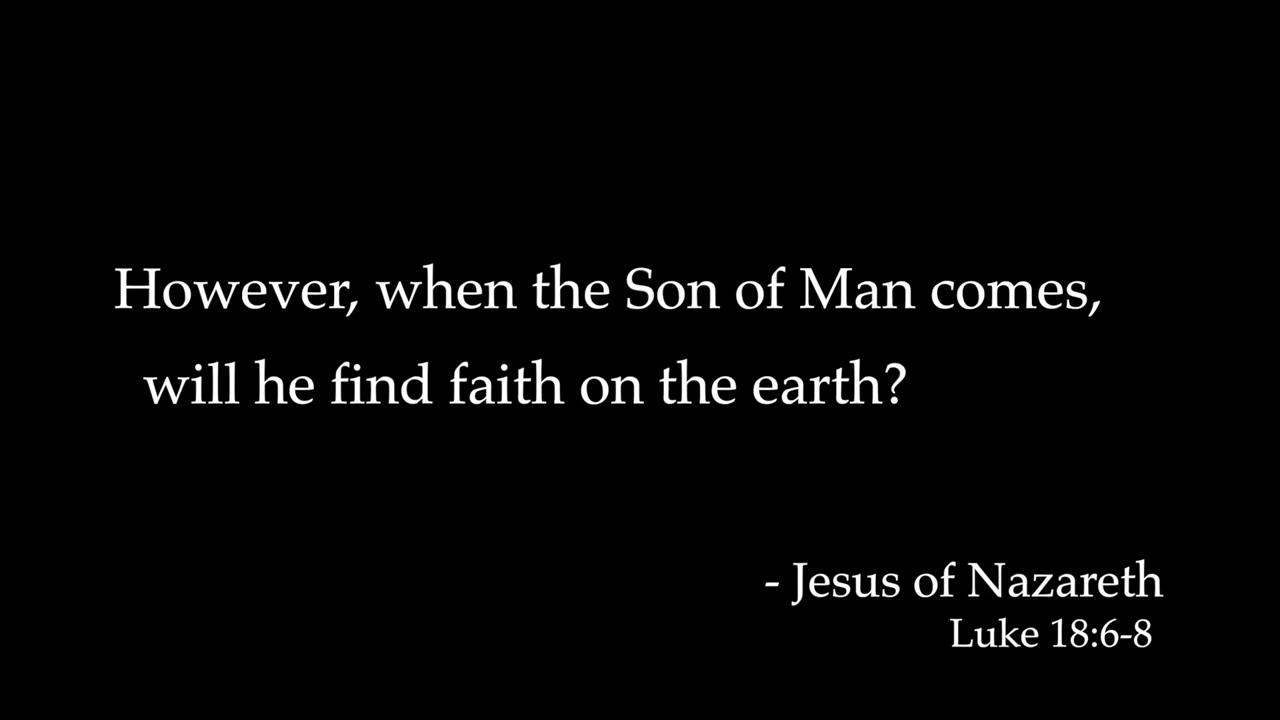 However, when the Son of Man comes,
will he find faith on the earth?
- Jesus of Nazareth
Luke 18:6-8